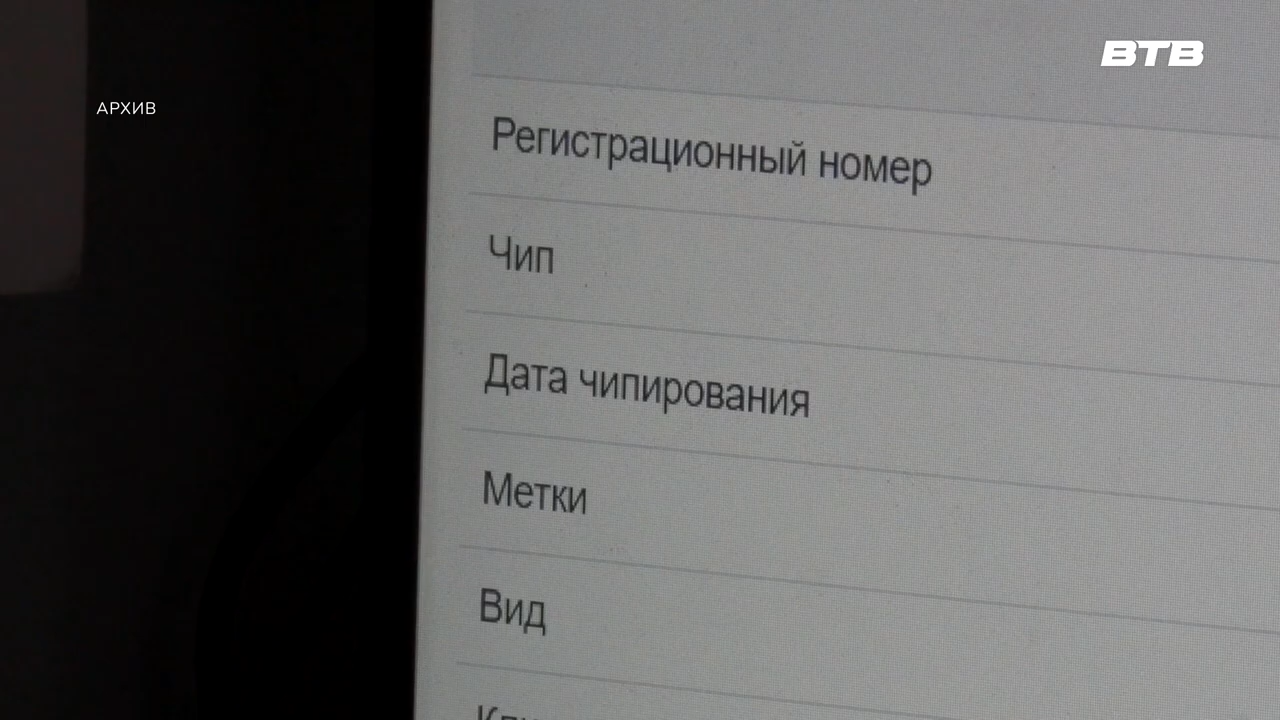 ВТВ
АРХИВ
Регистрационный номер
Чип
Дата чипирования
Метки
Вид